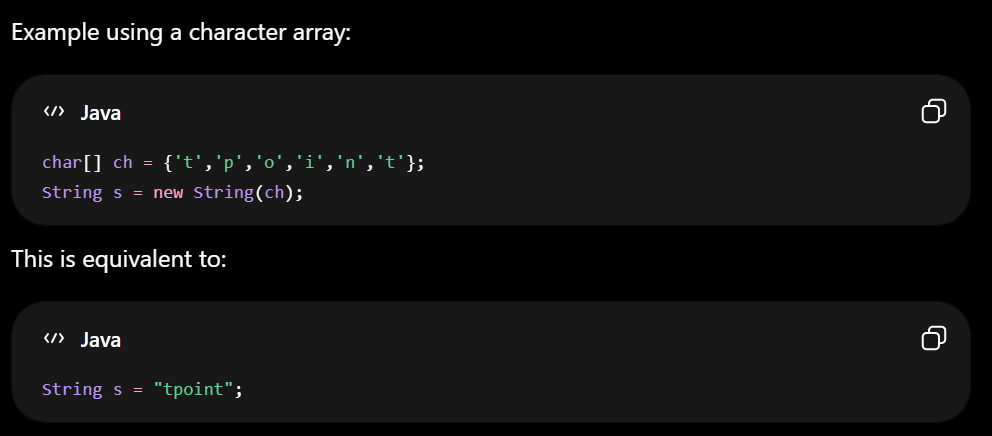 Example using a character array:
Java
char[] ch = {'t','p','o','i','n','t'};
String s = new String(ch);
This is equivalent to:
Java
String s = "tpoint";